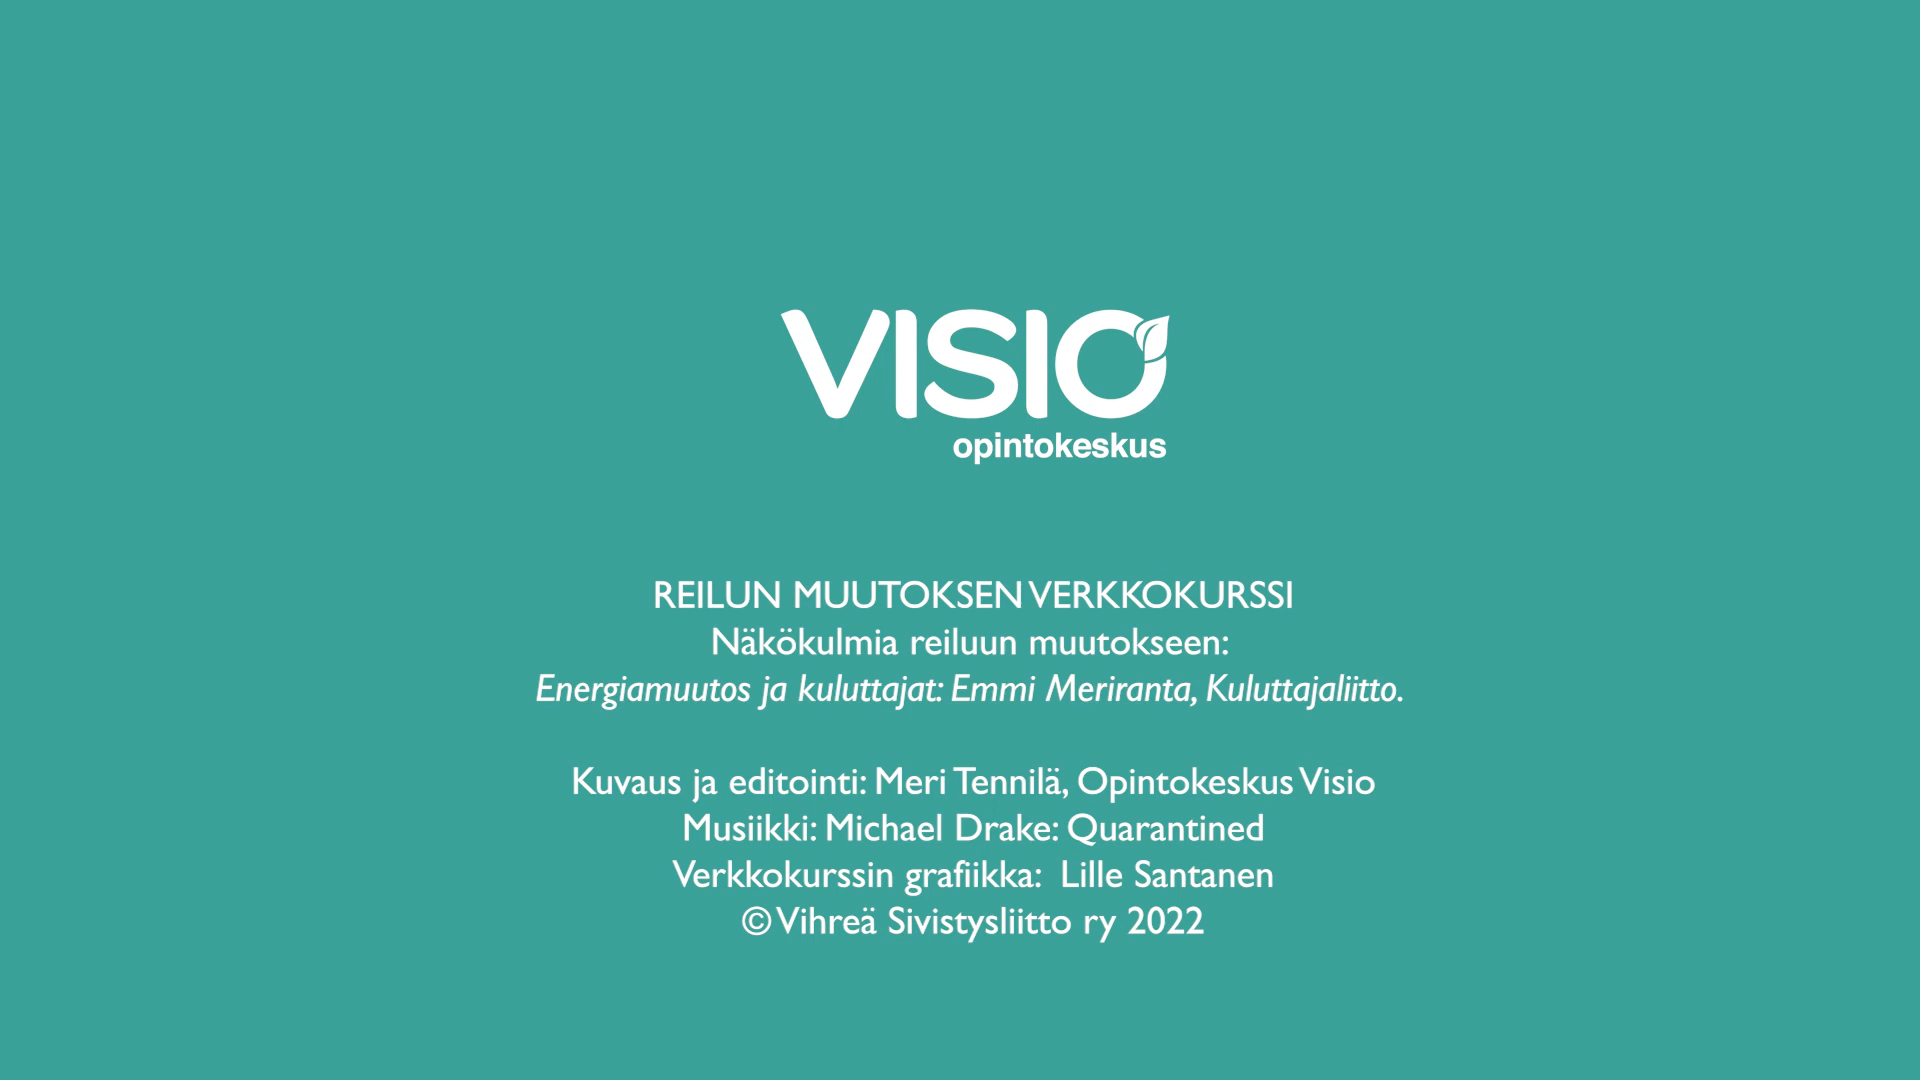 VISIO
opintokeskus
REILUN MUUTOKSEN VERKKOKURSSI
Näkökulmia reiluun muutokseen:
Energiamuutos ja kuluttajat: Emmi Meriranta, Kuluttajaliitto.
Kuvaus ja editointi: Meri Tennilä, Opintokeskus Visio
Musiikki: Michael Drake: Quarantined
Verkkokurssin grafiikka: Lille Santanen
© Vihreä Sivistysliitto ry 2022